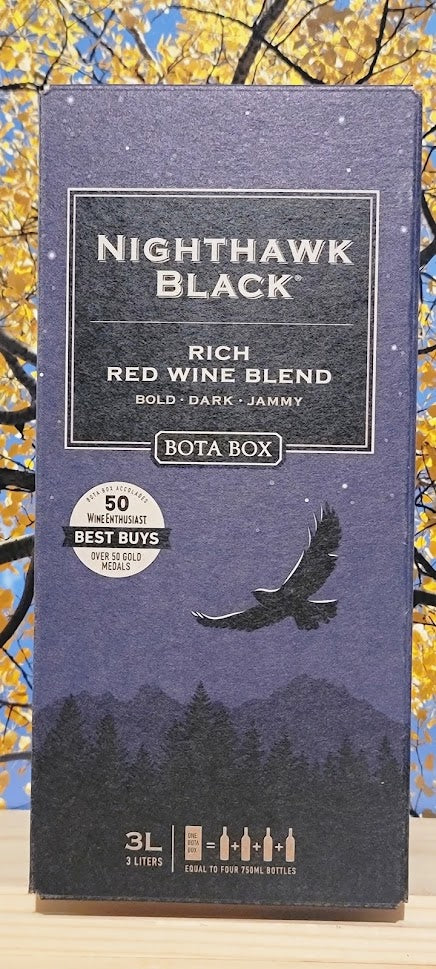 NIGHTHAWK
BLACK®
RICH
RED WINE BLEND
BOLD · DARK · JAMMY
BOTA BOX
BOTA BOX ACCOLADES
50
WINE ENTHUSIAST
BEST BUYS
OVER 50 GOLD
MEDALS
3L
3 LITERS
ONE
BOTA
BOX
= + + +
EQUAL TO FOUR 750ML BOTTLES